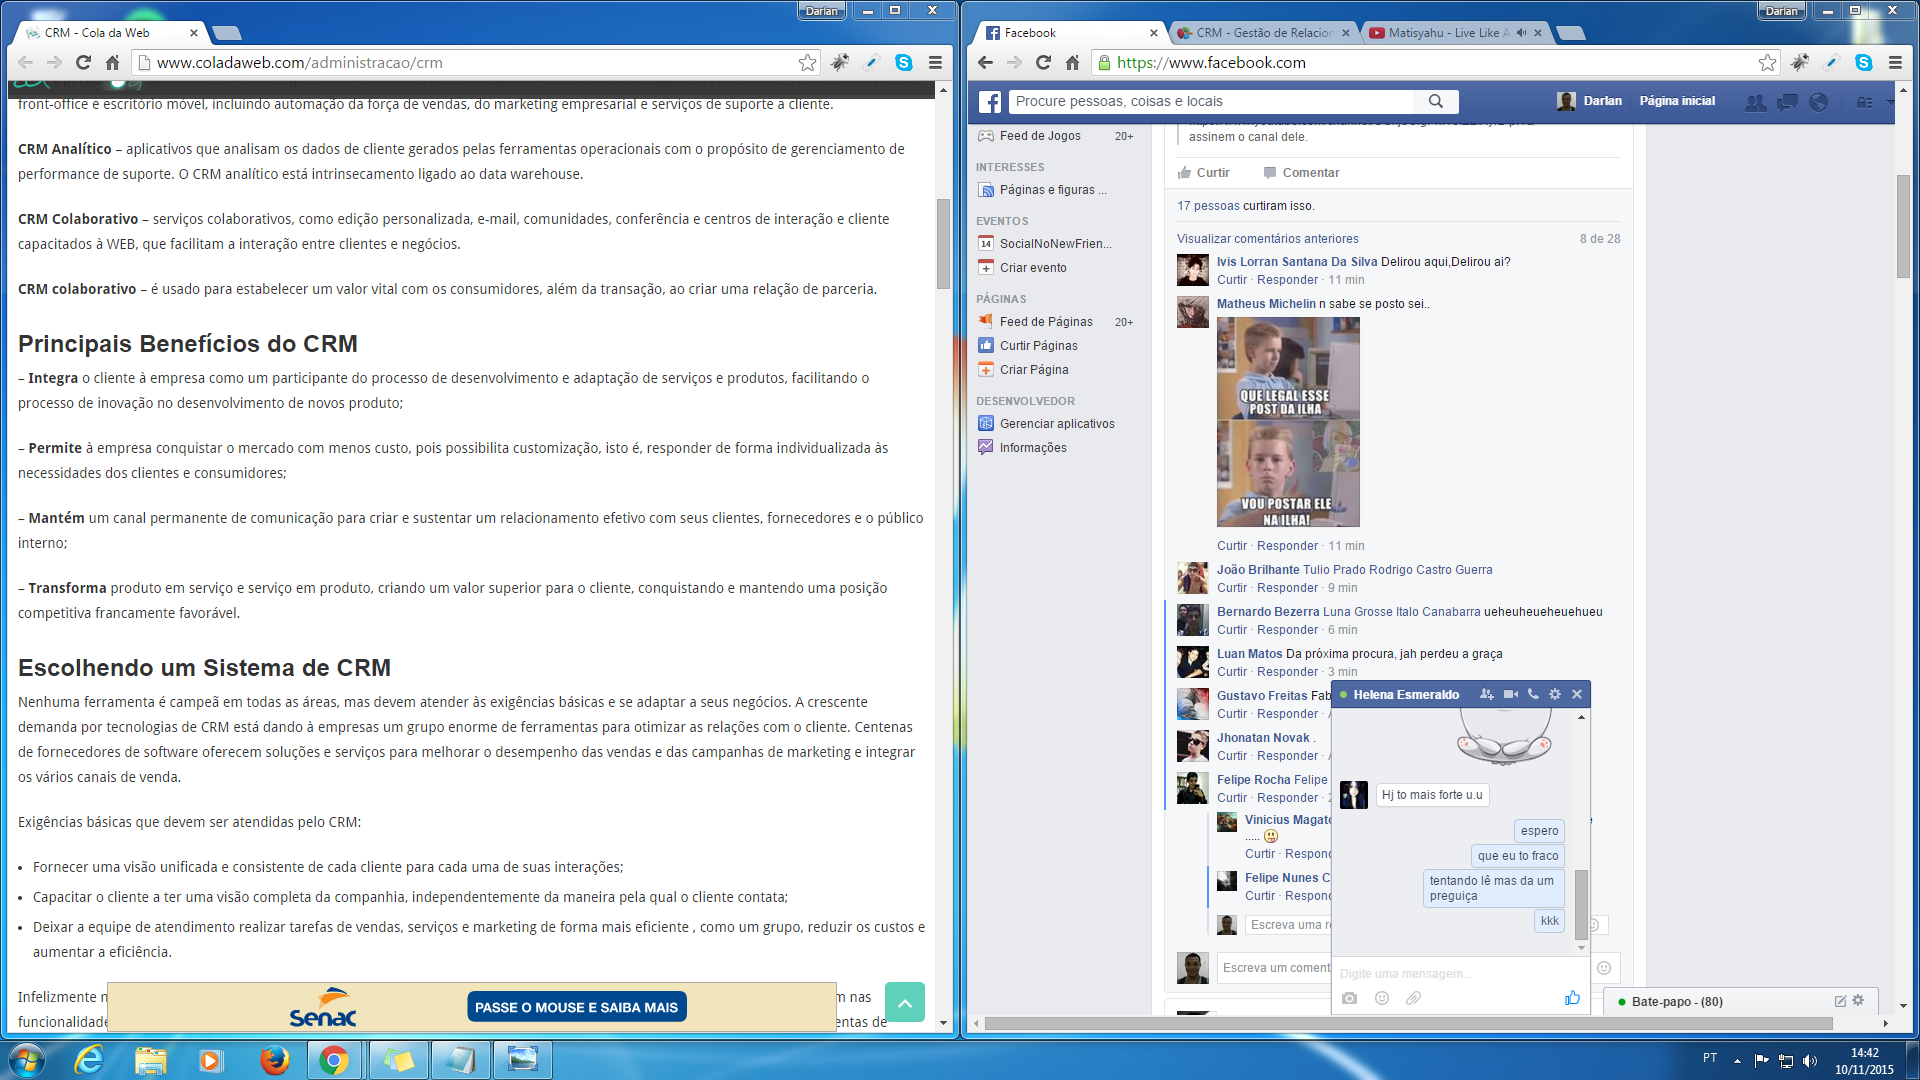 Darlan
CRM - Cola da Web
www.coladaweb.com/administracao/crm
front-office e escritório móvel, incluindo automação da força de vendas, do marketing empresarial e serviços de suporte a cliente.
CRM Analítico – aplicativos que analisam os dados de cliente gerados pelas ferramentas operacionais com o propósito de gerenciamento de
performance de suporte. O CRM analítico está intrinsecamento ligado ao data warehouse.
CRM Colaborativo – serviços colaborativos, como edição personalizada, e-mail, comunidades, conferência e centros de interação e cliente
capacitados à WEB, que facilitam a interação entre clientes e negócios.
CRM colaborativo – é usado para estabelecer um valor vital com os consumidores, além da transação, ao criar uma relação de parceria.
Principais Benefícios do CRM
– Integra o cliente à empresa como um participante do processo de desenvolvimento e adaptação de serviços e produtos, facilitando o
processo de inovação no desenvolvimento de novos produto;
– Permite à empresa conquistar o mercado com menos custo, pois possibilita customização, isto é, responder de forma individualizada às
necessidades dos clientes e consumidores;
– Mantém um canal permanente de comunicação para criar e sustentar um relacionamento efetivo com seus clientes, fornecedores e o público
interno;
– Transforma produto em serviço e serviço em produto, criando um valor superior para o cliente, conquistando e mantendo uma posição
competitiva francamente favorável.
Escolhendo um Sistema de CRM
Nenhuma ferramenta é campeã em todas as áreas, mas devem atender às exigências básicas e se adaptar a seus negócios. A crescente
demanda por tecnologias de CRM está dando à empresas um grupo enorme de ferramentas para otimizar as relações com o cliente. Centenas
de fornecedores de software oferecem soluções e serviços para melhorar o desempenho das vendas e das campanhas de marketing e integrar
os vários canais de venda.
Exigências básicas que devem ser atendidas pelo CRM:
• Fornecer uma visão unificada e consistente de cada cliente para cada uma de suas interações;
• Capacitar o cliente a ter uma visão completa da companhia, independentemente da maneira pela qual o cliente contata;
• Deixar a equipe de atendimento realizar tarefas de vendas, serviços e marketing de forma mais eficiente , como um grupo, reduzir os custos e
aumentar a eficiência.
Infelizmente n
m nas
funcionalidade
entas de
Senac
PASSE O MOUSE E SAIBA MAIS
Darlan
Facebook
CRM - Gestão de Relacion
Matisyahu - Live Like A
https://www.facebook.com
Procure pessoas, coisas e locais
Darlan
Página inicial
Feed de Jogos 20+
INTERESSES
Páginas e figuras ...
EVENTOS
14 SocialNoNewFrien...
Criar evento
PÁGINAS
Feed de Páginas 20+
Curtir Páginas
Criar Página
DESENVOLVEDOR
Gerenciar aplicativos
Informações
assinem o canal dele.
Curtir Comentar
17 pessoas curtiram isso.
Visualizar comentários anteriores 8 de 28
Ivis Lorran Santana Da Silva Delirou aqui,Delirou ai?
Curtir · Responder · 11 min
Matheus Michelin n sabe se posto sei..
QUE LEGAL ESSE
POST DA ILHA
VOU POSTAR ELE
NA ILHA!
Curtir · Responder · 11 min
João Brilhante Tulio Prado Rodrigo Castro Guerra
Curtir · Responder · 9 min
Bernardo Bezerra Luna Grosse Italo Canabarra ueheuheueheuehueu
Curtir · Responder · 6 min
Luan Matos Da próxima procura, jah perdeu a graça
Curtir · Responder · 3 min
Gustavo Freitas Fab
Curtir · Responder ·
Jhonatan Novak .
Curtir · Responder ·
Felipe Rocha Felipe
Curtir · Responder · 2
Vinicius Magato
.....
Curtir · Respond
Felipe Nunes C
Curtir · Respond
Escreva uma re
Escreva um coment
Helena Esmeraldo
Hj to mais forte u.u
espero
que eu to fraco
tentando lê mas da um
preguiça
kkk
Digite uma mensagem...
Bate-papo - (80)
PT
14:42
10/11/2015